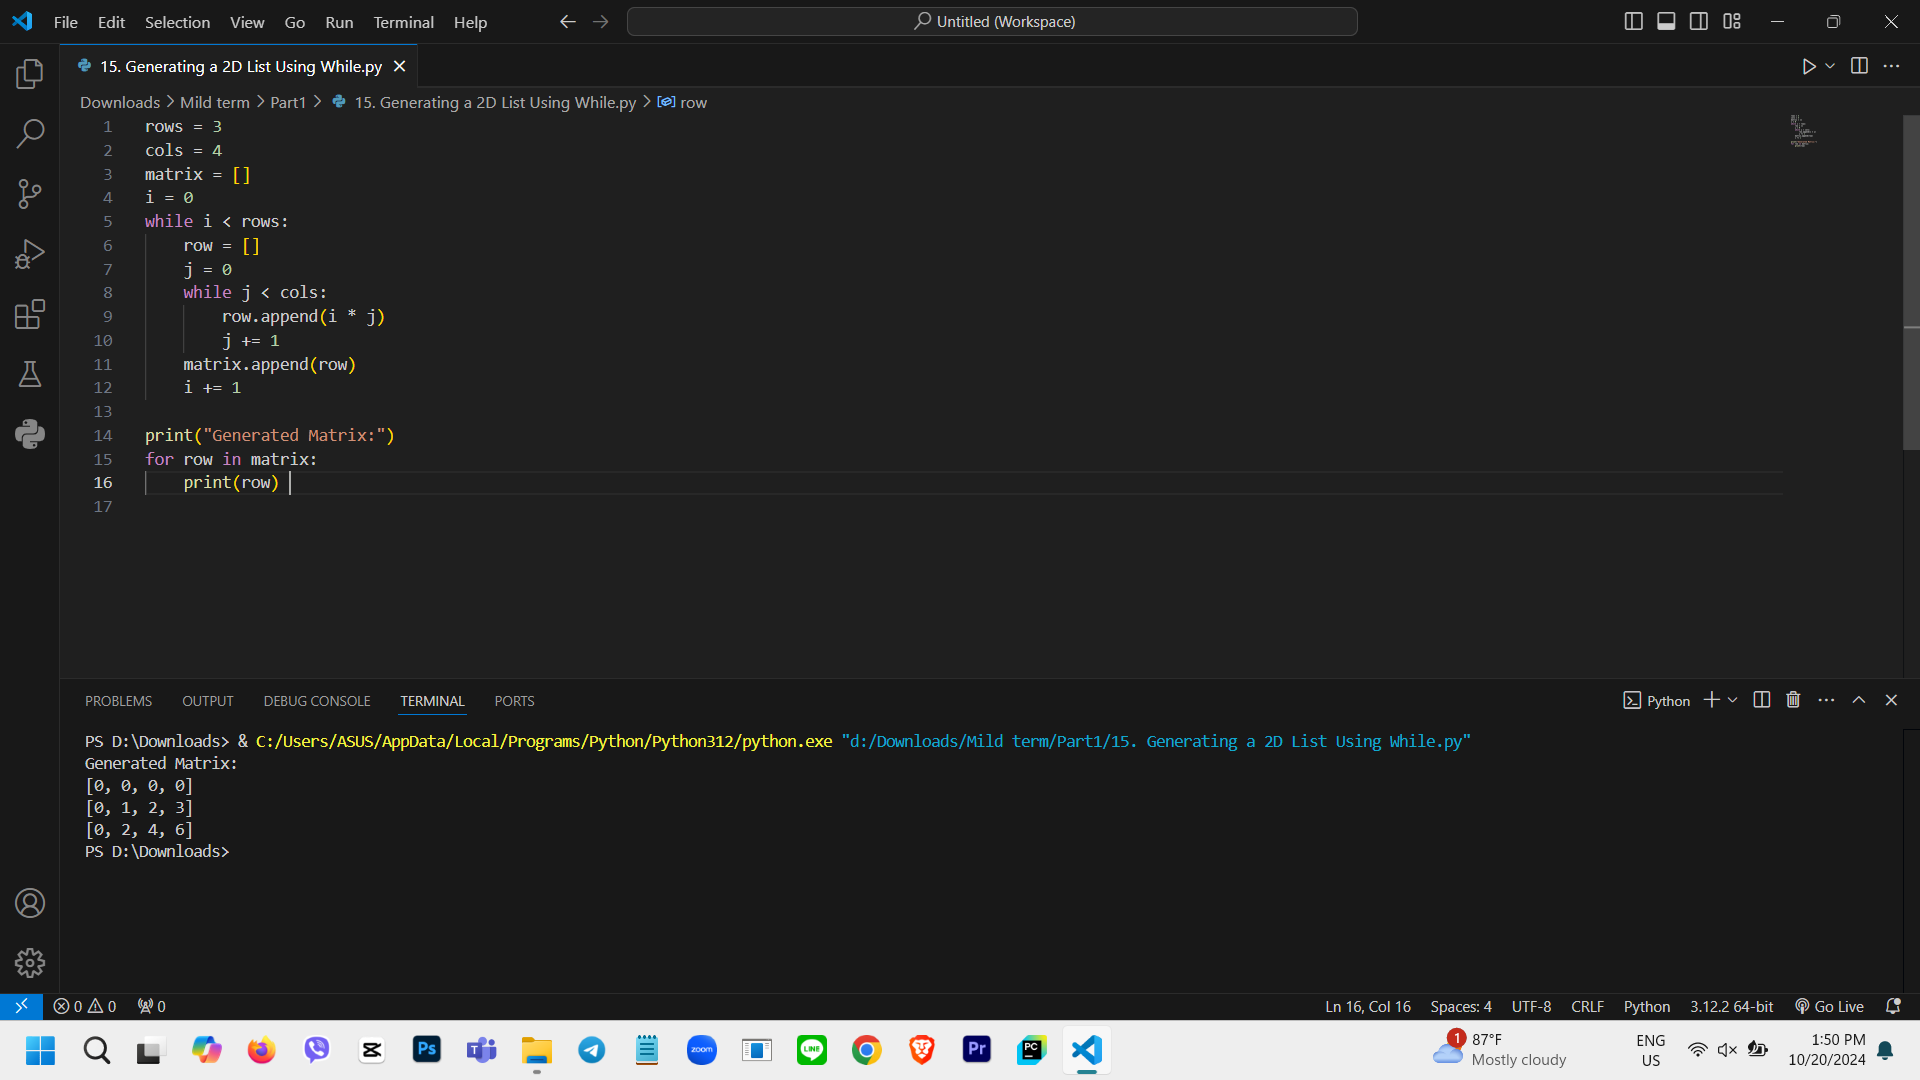 File Edit Selection View Go Run Terminal Help
Untitled (Workspace)
15. Generating a 2D List Using While.py
Downloads > Mild term > Part1 > 15. Generating a 2D List Using While.py > row
1 rows = 3
2 cols = 4
3 matrix = []
4 i = 0
5 while i < rows:
6     row = []
7     j = 0
8     while j < cols:
9         row.append(i * j)
10         j += 1
11     matrix.append(row)
12     i += 1
13
14 print("Generated Matrix:")
15 for row in matrix:
16     print(row)
17
PROBLEMS OUTPUT DEBUG CONSOLE TERMINAL PORTS
Python
PS D:\Downloads> & C:/Users/ASUS/AppData/Local/Programs/Python/Python312/python.exe "d:/Downloads/Mild term/Part1/15. Generating a 2D List Using While.py"
Generated Matrix:
[0, 0, 0, 0]
[0, 1, 2, 3]
[0, 2, 4, 6]
PS D:\Downloads>
0 0 0
Ln 16, Col 16 Spaces: 4 UTF-8 CRLF Python 3.12.2 64-bit Go Live
Ps
T
zoom
LINE
Pr
PC
1
87°F
Mostly cloudy
ENG
US
1:50 PM
10/20/2024